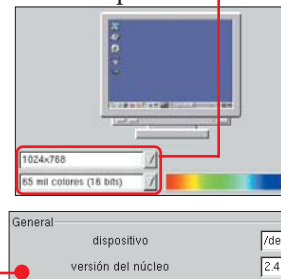 1024x768
65 mil colores (16 bits)
General
dispositivo
/de
versión del núcleo
2.4